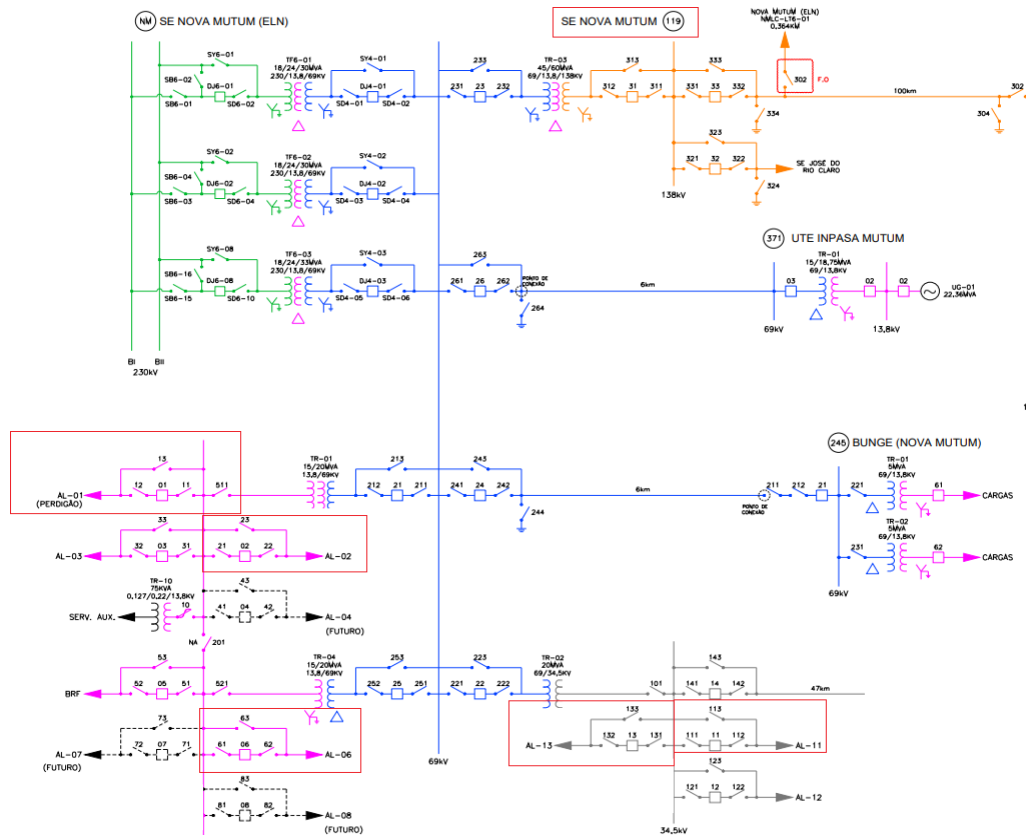 NM SE NOVA MUTUM (ELN)
SE NOVA MUTUM 119
NOVA MUTUM (ELN)
NMLC-LT6-01
0.364KM
SY6-01
TF6-01
18/24/30MVA
230/13,8/69KV
SY4-01
233
TR-03
45/60MVA
69/13,8/138KV
313
333
302
F.O
SB6-02
DJ6-01
SB6-01
SD6-02
DJ4-01
SD4-01
SD4-02
231
23
232
312
31
311
331
33
332
100km
302
334
304
323
321
32
322
SE JOSÉ DO
RIO CLARO
324
138kV
SY6-02
TF6-02
18/24/30MVA
230/13,8/69KV
SY4-02
SB6-04
DJ6-02
SB6-03
SD6-04
DJ4-02
SD4-03
SD4-04
371 UTE INPASA MUTUM
SY6-08
TF6-03
18/24/33MVA
230/13,8/69KV
SY4-03
263
TR-01
15/18,75MVA
69/13,8KV
SB6-16
DJ6-08
SB6-15
SD6-10
DJ4-03
SD4-05
SD4-06
261
26
262
PONTO DE
CONEXÃO
6km
03
02
02
UG-01
22,36MVA
264
69kV
13,8kV
BI
BII
230kV
1
245 BUNGE (NOVA MUTUM)
13
TR-01
15/20MVA
13,8/69KV
213
243
TR-01
5MVA
69/13,8KV
AL-01
(PERDIGÃO)
12
01
11
511
212
21
211
241
24
242
6km
PONTO DE
CONEXÃO
211
212
21
221
61
CARGAS
244
33
23
TR-02
5MVA
69/13,8KV
AL-03
32
03
31
21
02
22
AL-02
231
62
CARGAS
TR-10
75KVA
0,127/0,22/13,8KV
43
SERV. AUX.
10
41
04
42
AL-04
(FUTURO)
69kV
NA
201
53
TR-04
15/20MVA
13,8/69KV
253
223
TR-02
20MVA
69/34,5KV
143
BRF
52
05
51
521
252
25
251
221
22
222
101
141
14
142
47km
73
63
133
113
AL-07
(FUTURO)
72
07
71
61
06
62
AL-06
69kV
AL-13
132
13
131
111
11
112
AL-11
83
123
81
08
82
AL-08
(FUTURO)
121
12
122
AL-12
34,5kV